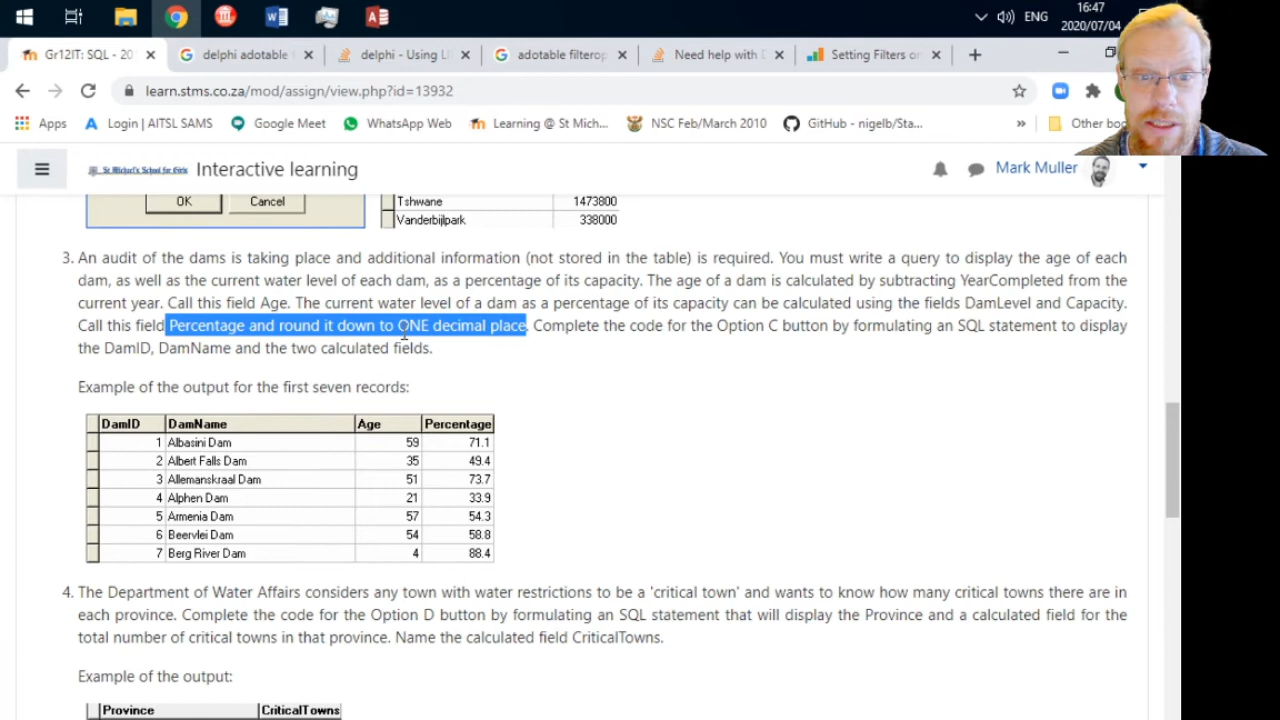 16:47
ENG
2020/07/04
Gr12IT: SQL - 20
delphi adotable
delphi - Using LI
adotable filterop
Need help with
Setting Filters on
learn.stms.co.za/mod/assign/view.php?id=13932
Apps
Login | AITSL SAMS
Google Meet
WhatsApp Web
Learning @ St Mich...
NSC Feb/March 2010
GitHub - nigelb/Sta...
»
Other boo
St Michael's School for Girls
Interactive learning
Mark Muller
OK
Cancel
Tshwane 1473800
Vanderbijlpark 338000
3. An audit of the dams is taking place and additional information (not stored in the table) is required. You must write a query to display the age of each
dam, as well as the current water level of each dam, as a percentage of its capacity. The age of a dam is calculated by subtracting YearCompleted from the
current year. Call this field Age. The current water level of a dam as a percentage of its capacity can be calculated using the fields DamLevel and Capacity.
Call this field Percentage and round it down to ONE decimal place. Complete the code for the Option C button by formulating an SQL statement to display
the DamID, DamName and the two calculated fields.
Example of the output for the first seven records:
DamID DamName Age Percentage
1 Albasini Dam 59 71.1
2 Albert Falls Dam 35 49.4
3 Allemanskraal Dam 51 73.7
4 Alphen Dam 21 33.9
5 Armenia Dam 57 54.3
6 Beervlei Dam 54 58.8
7 Berg River Dam 4 88.4
4. The Department of Water Affairs considers any town with water restrictions to be a 'critical town' and wants to know how many critical towns there are in
each province. Complete the code for the Option D button by formulating an SQL statement that will display the Province and a calculated field for the
total number of critical towns in that province. Name the calculated field CriticalTowns.
Example of the output:
Province CriticalTowns